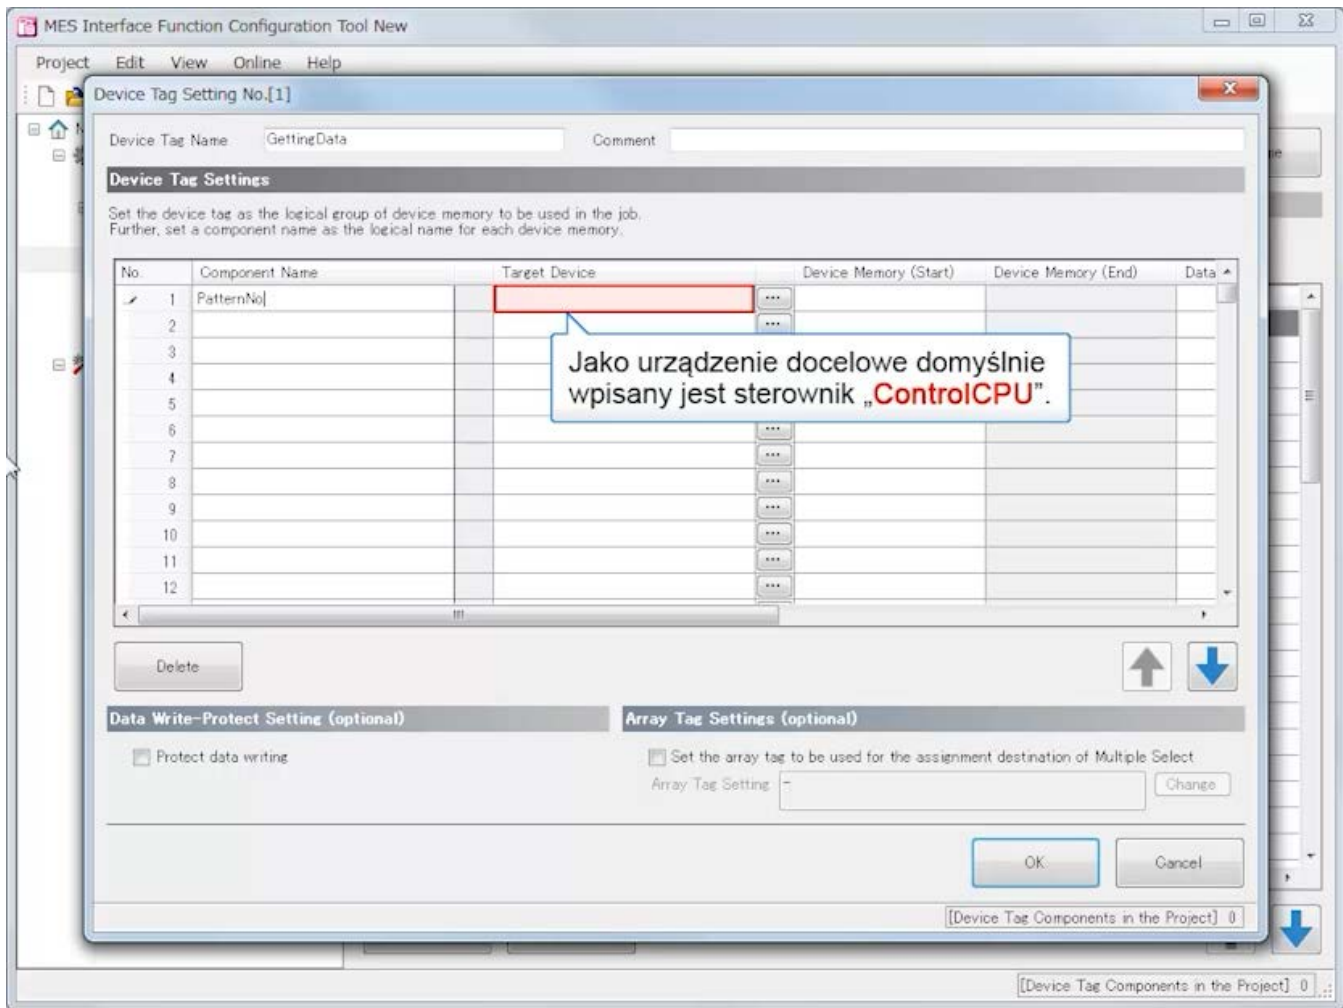 MES Interface Function Configuration Tool New
Project Edit View Online Help
Device Tag Setting No.[1]
Device Tag Name GettingData Comment
Device Tag Settings
Set the device tag as the logical group of device memory to be used in the job.
Further, set a component name as the logical name for each device memory.
No. Component Name Target Device Device Memory (Start) Device Memory (End) Data
1 PatternNo
2
3
Jako urządzenie docelowe domyślnie
wpisany jest sterownik „ControlCPU”.
4
5
6
7
8
9
10
11
12
Delete
Data Write-Protect Setting (optional) Array Tag Settings (optional)
Protect data writing Set the array tag to be used for the assignment destination of Multiple Select
Array Tag Setting - Change
OK Cancel
[Device Tag Components in the Project] 0
[Device Tag Components in the Project] 0